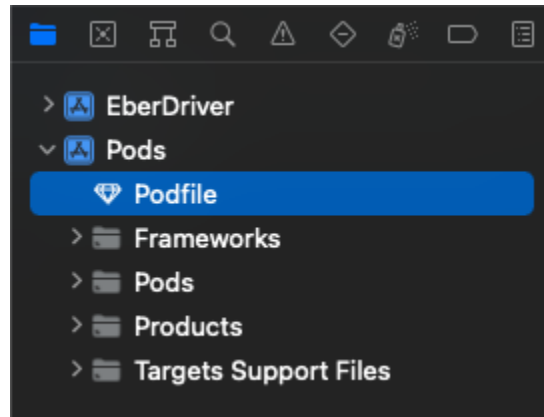 EberDriver
Pods
Podfile
Frameworks
Pods
Products
Targets Support Files